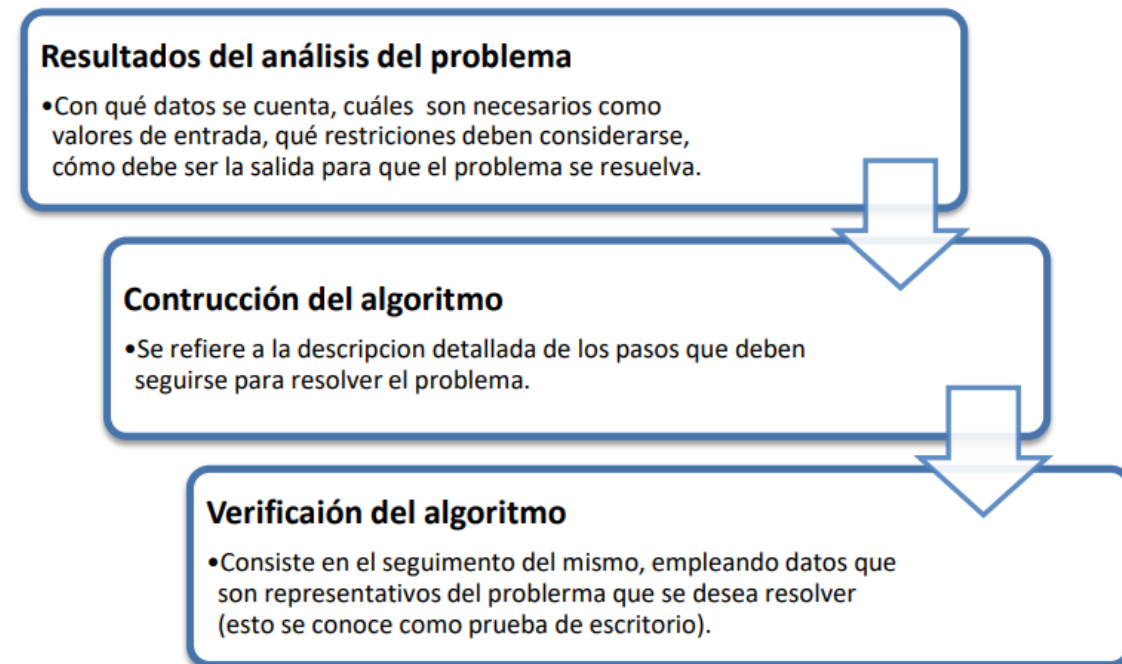 Resultados del análisis del problema
•Con qué datos se cuenta, cuáles son necesarios como
valores de entrada, qué restriciones deben considerarse,
cómo debe ser la salida para que el problema se resuelva.
Contrucción del algoritmo
•Se refiere a la descripcion detallada de los pasos que deben
seguirse para resolver el problema.
Verificaión del algoritmo
•Consiste en el seguimento del mismo, empleando datos que
son representativos del problerma que se desea resolver
(esto se conoce como prueba de escritorio).